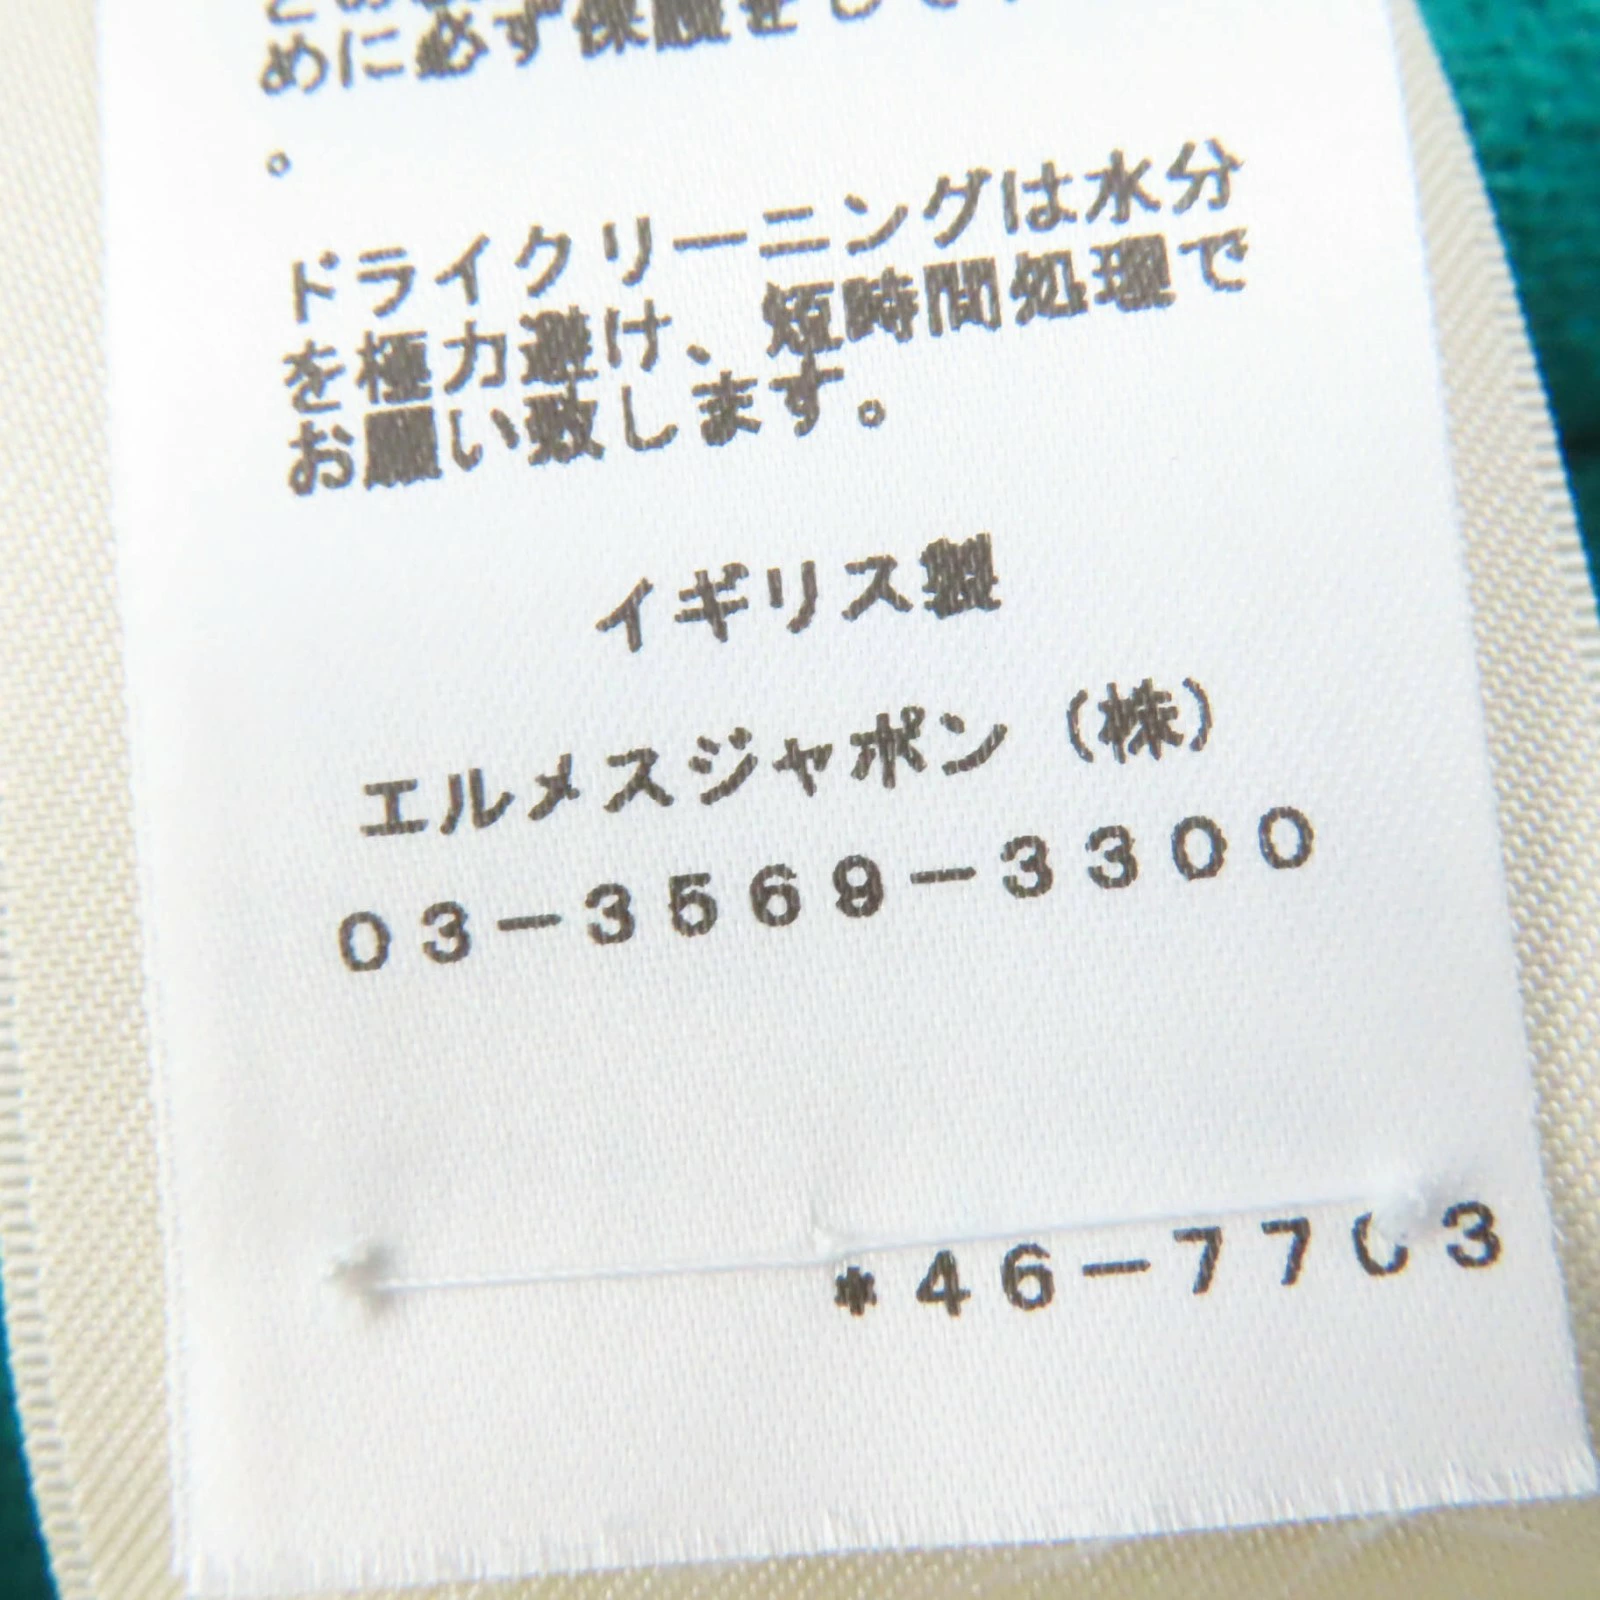 めに必ず保護をして
。
ドライクリーニングは水分
を極力避け、短時間処理で
お願い致します。
イギリス製
エルメスジャポン（株）
03-3569-3300
*46-7703